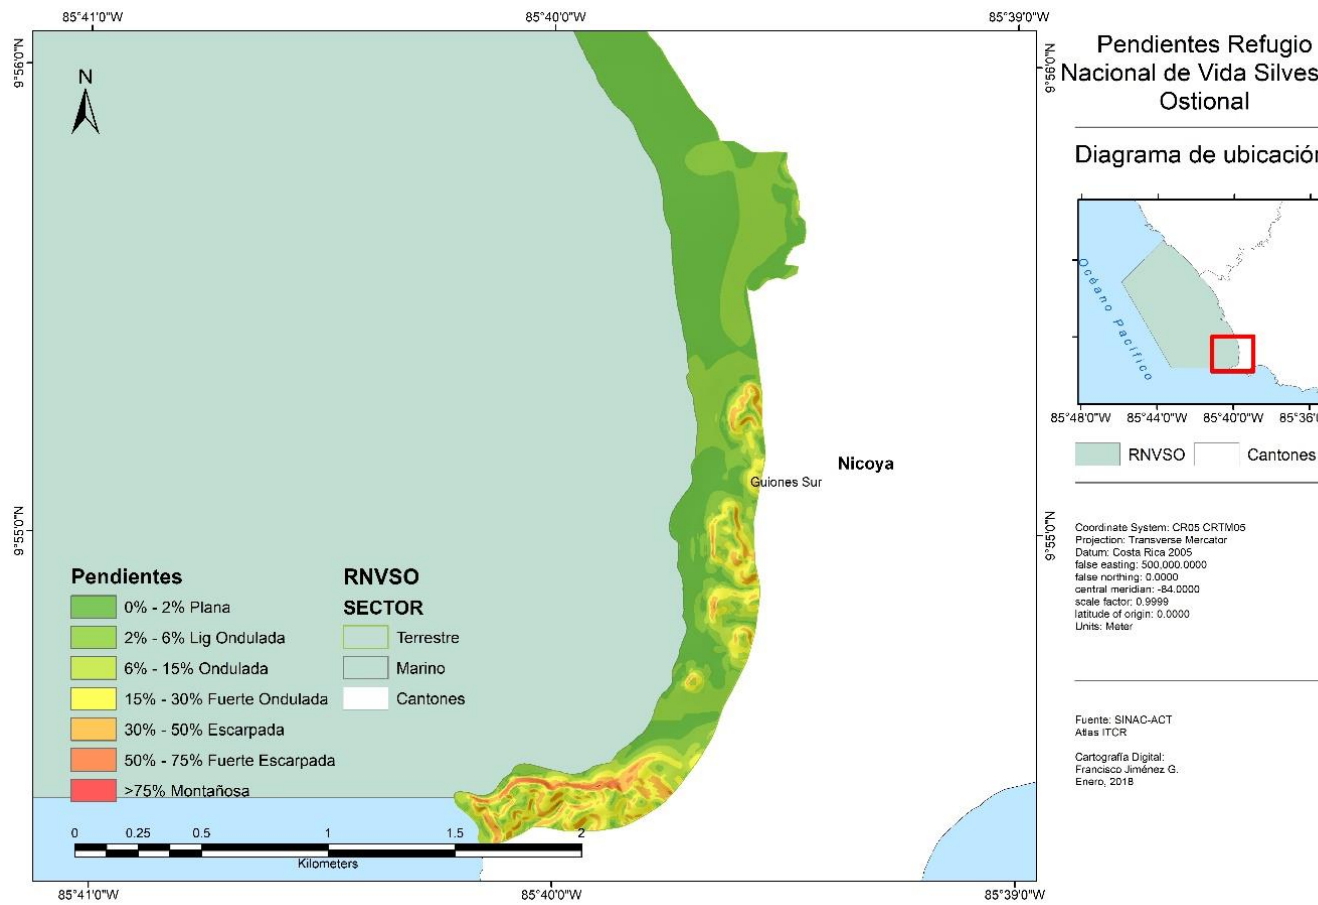 85°41'0"W 85°40'0"W 85°39'0"W
9°56'0"N 9°56'0"N
N
Nicoya
Guiones Sur
9°55'0"N 9°55'0"N
Pendientes
0% - 2% Plana
2% - 6% Lig Ondulada
6% - 15% Ondulada
15% - 30% Fuerte Ondulada
30% - 50% Escarpada
50% - 75% Fuerte Escarpada
>75% Montañosa
RNVSO
SECTOR
Terrestre
Marino
Cantones
0 0.25 0.5 1 1.5 2
Kilometers
85°41'0"W 85°40'0"W 85°39'0"W
Pendientes Refugio
Nacional de Vida Silves
Ostional
Diagrama de ubicación
Océano Pacífico
85°48'0"W 85°44'0"W 85°40'0"W 85°36'
RNVSO Cantones
Coordinate System: CR05 CRTM05
Projection: Transverse Mercator
Datum: Costa Rica 2005
false easting: 500,000.0000
false northing: 0.0000
central meridian: -84.0000
scale factor: 0.9999
latitude of origin: 0.0000
Units: Meter
Fuente: SINAC-ACT
Atlas ITCR
Cartografía Digital:
Francisco Jiménez G.
Enero, 2018